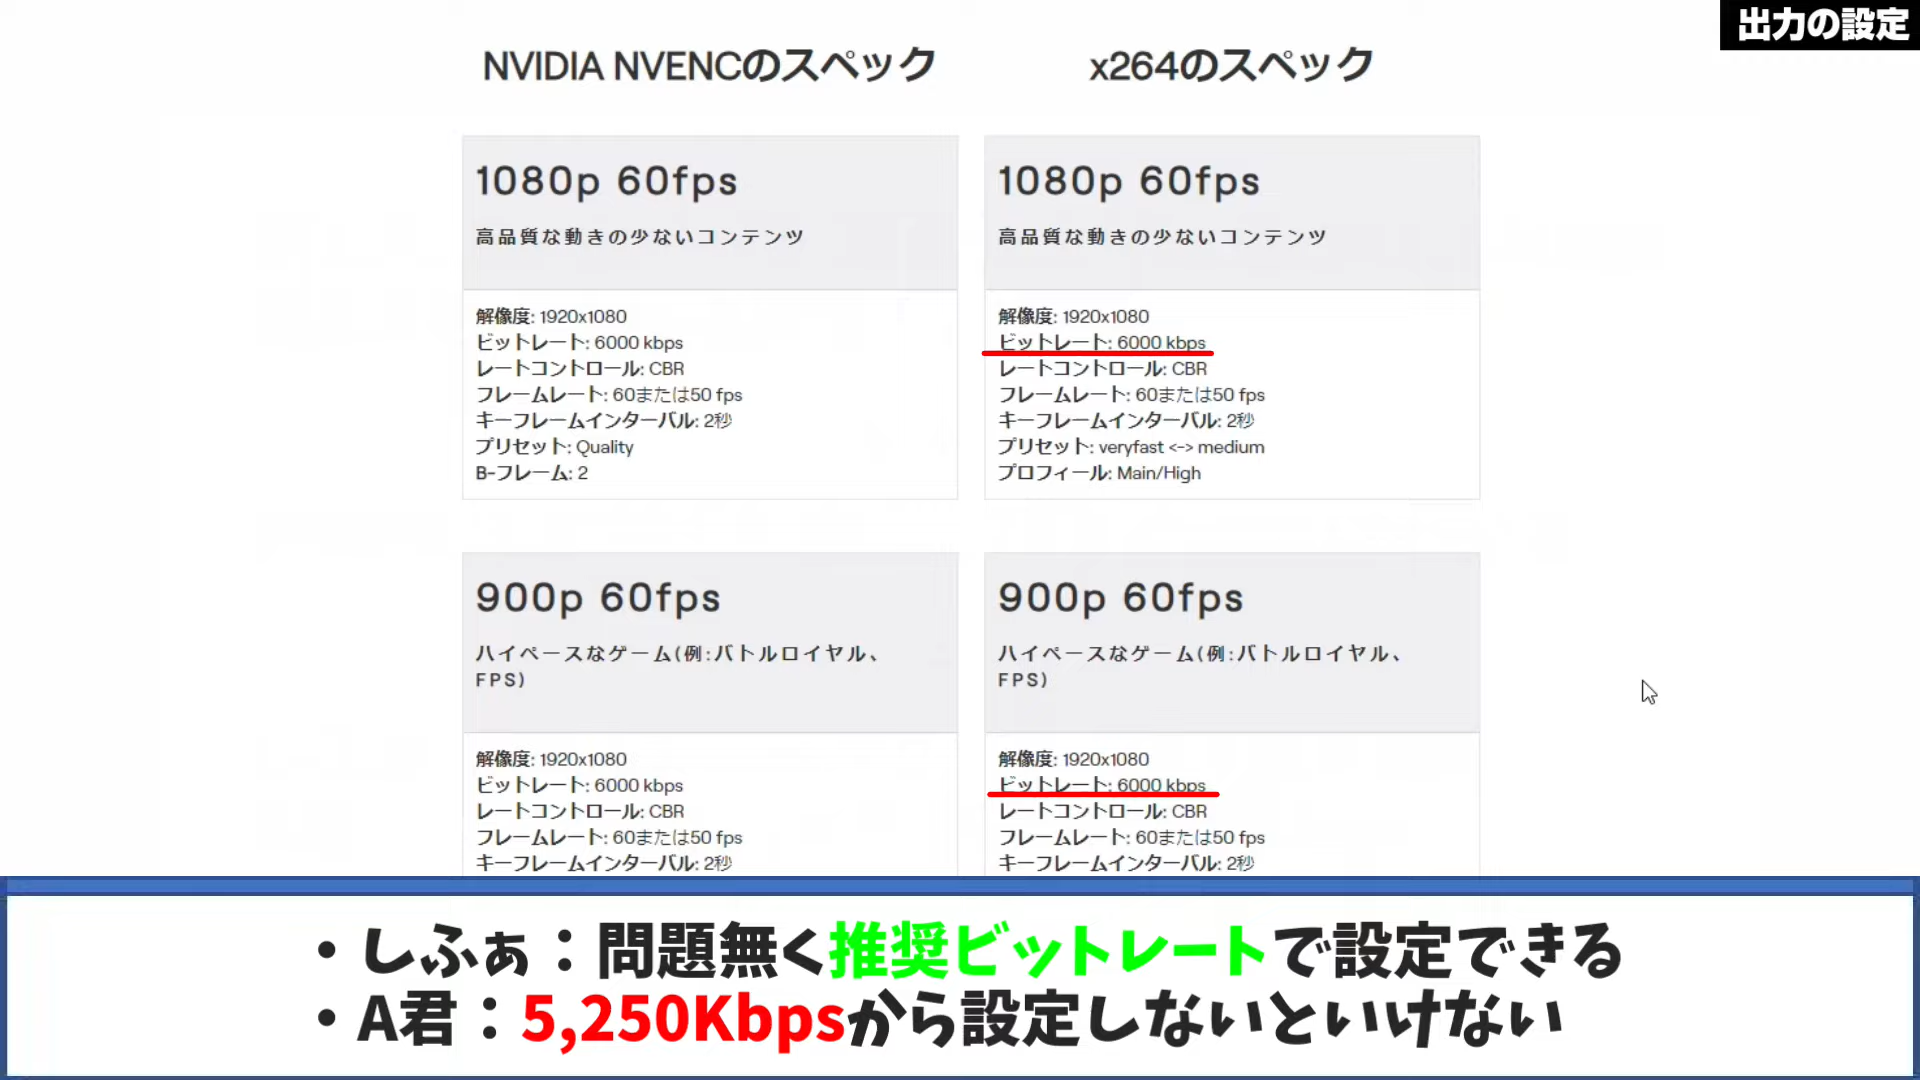 出力の設定
NVIDIA NVENCのスペック
1080p 60fps
高品質な動きの少ないコンテンツ
解像度: 1920x1080
ビットレート: 6000 kbps
レートコントロール: CBR
フレームレート: 60または50 fps
キーフレームインターバル: 2秒
プリセット: Quality
B-フレーム: 2
900p 60fps
ハイペースなゲーム(例:バトルロイヤル、
FPS)
解像度: 1920x1080
ビットレート: 6000 kbps
レートコントロール: CBR
フレームレート: 60または50 fps
キーフレームインターバル: 2秒
x264のスペック
1080p 60fps
高品質な動きの少ないコンテンツ
解像度: 1920x1080
ビットレート: 6000 kbps
レートコントロール: CBR
フレームレート: 60または50 fps
キーフレームインターバル: 2秒
プリセット: veryfast <-> medium
プロフィール: Main/High
900p 60fps
ハイペースなゲーム(例:バトルロイヤル、
FPS)
解像度: 1920x1080
ビットレート: 6000 kbps
レートコントロール: CBR
フレームレート: 60または50 fps
キーフレームインターバル: 2秒
・しふぁ：問題無く推奨ビットレートで設定できる
・A君：5,250Kbpsから設定しないといけない